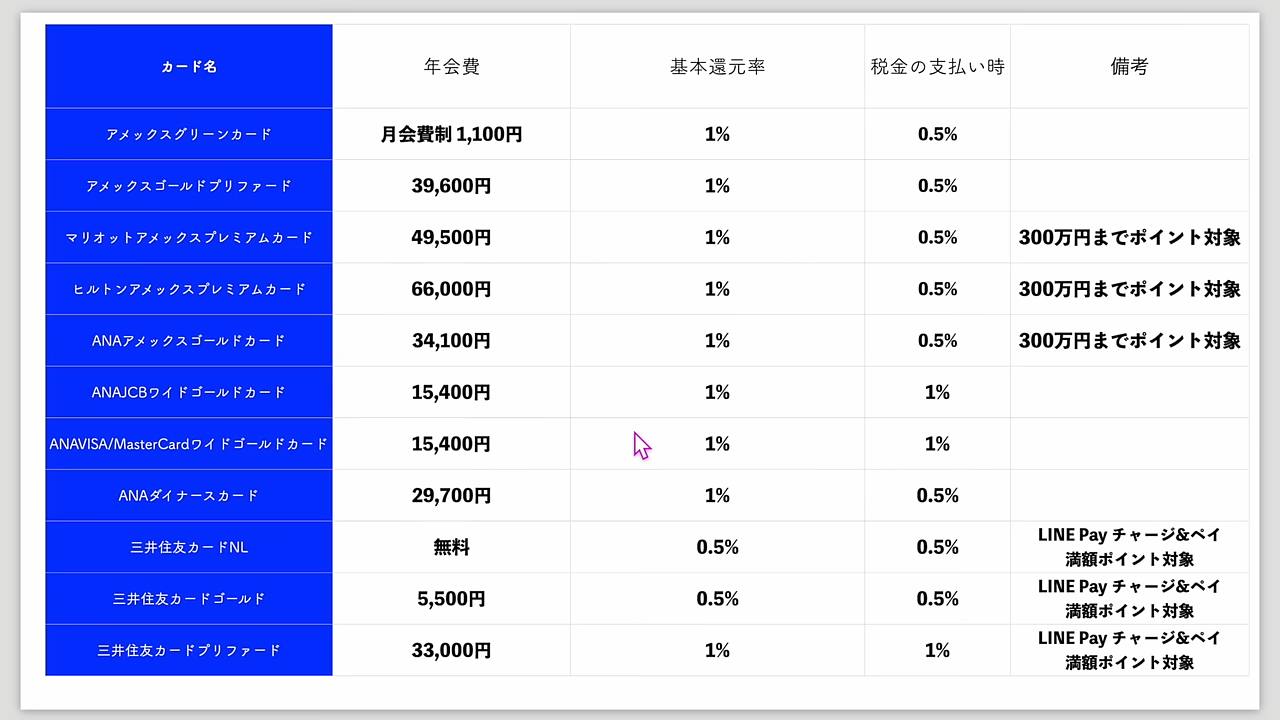 カード名 年会費 基本還元率 税金の支払い時 備考
アメックスグリーンカード 月会費制 1,100円 1% 0.5%
アメックスゴールドプリファード 39,600円 1% 0.5%
マリオットアメックスプレミアムカード 49,500円 1% 0.5% 300万円までポイント対象
ヒルトンアメックスプレミアムカード 66,000円 1% 0.5% 300万円までポイント対象
ANAアメックスゴールドカード 34,100円 1% 0.5% 300万円までポイント対象
ANAJCBワイドゴールドカード 15,400円 1% 1%
ANAVISA/MasterCardワイドゴールドカード 15,400円 1% 1%
ANAダイナースカード 29,700円 1% 0.5%
三井住友カードNL 無料 0.5% 0.5% LINE Pay チャージ&ペイ
満額ポイント対象
三井住友カードゴールド 5,500円 0.5% 0.5% LINE Pay チャージ&ペイ
満額ポイント対象
三井住友カードプリファード 33,000円 1% 1% LINE Pay チャージ&ペイ
満額ポイント対象